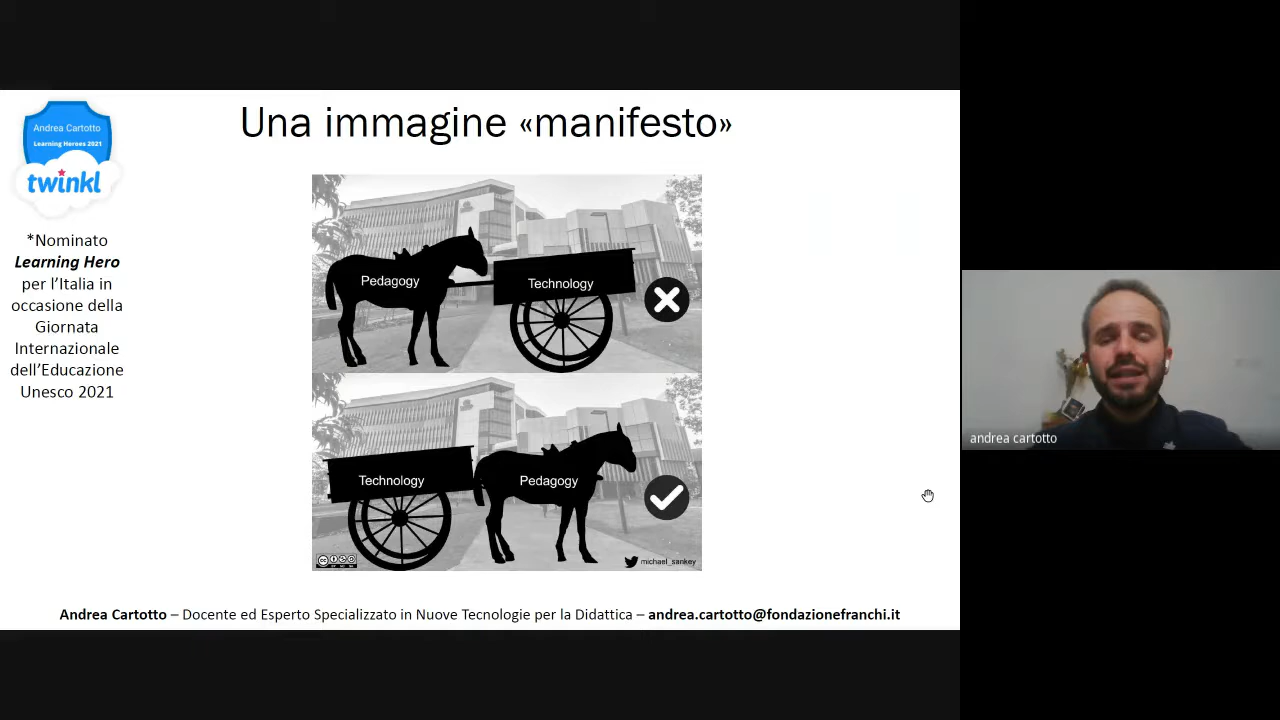 Una immagine «manifesto»
Andrea Cartotto
Learning Heroes 2021
twinkl
*Nominato
Learning Hero
per l'Italia in
occasione della
Giornata
Internazionale
dell'Educazione
Unesco 2021
Pedagogy
Technology
Technology
Pedagogy
michael_sankey
Andrea Cartotto – Docente ed Esperto Specializzato in Nuove Tecnologie per la Didattica – andrea.cartotto@fondazionefranchi.it
andrea cartotto